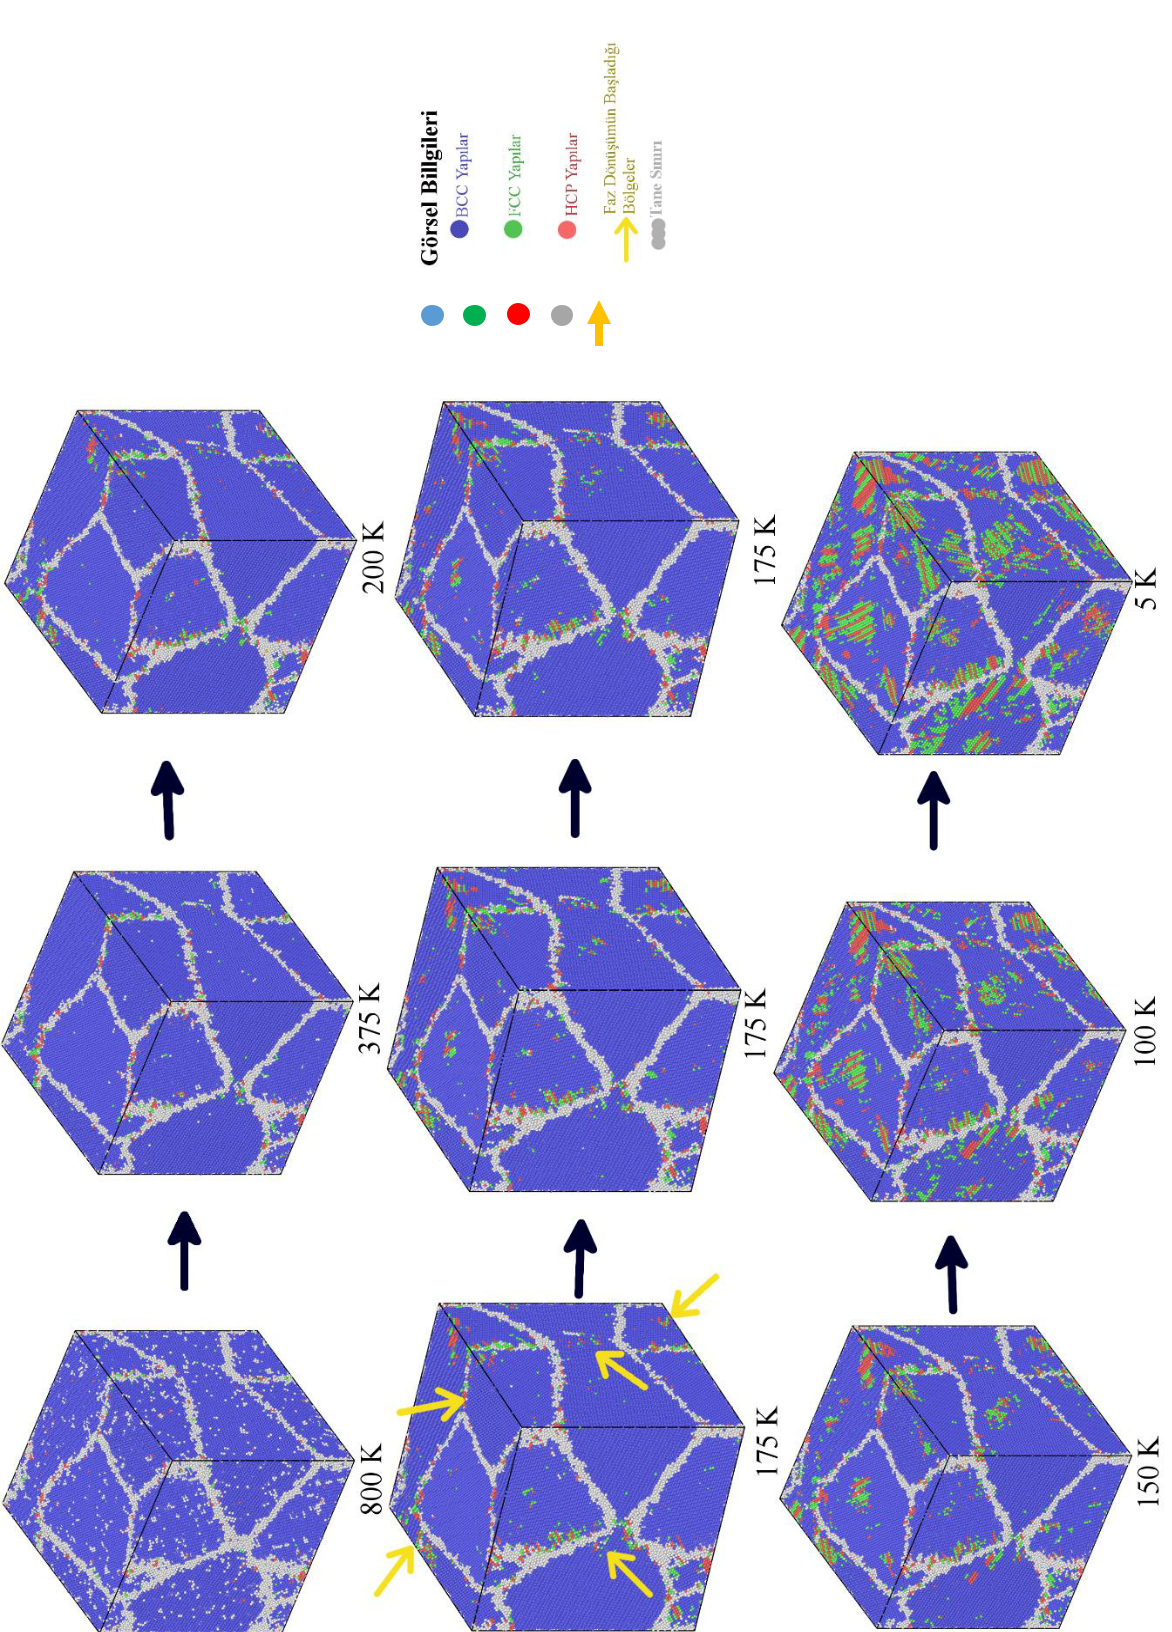 Görsel Billgileri
BCC Yapılar
FCC Yapılar
HCP Yapılar
Faz Dönüşümün Başladığı
Bölgeler
Tane Sınırı
800 K
375 K
200 K
175 K
175 K
175 K
150 K
100 K
5 K